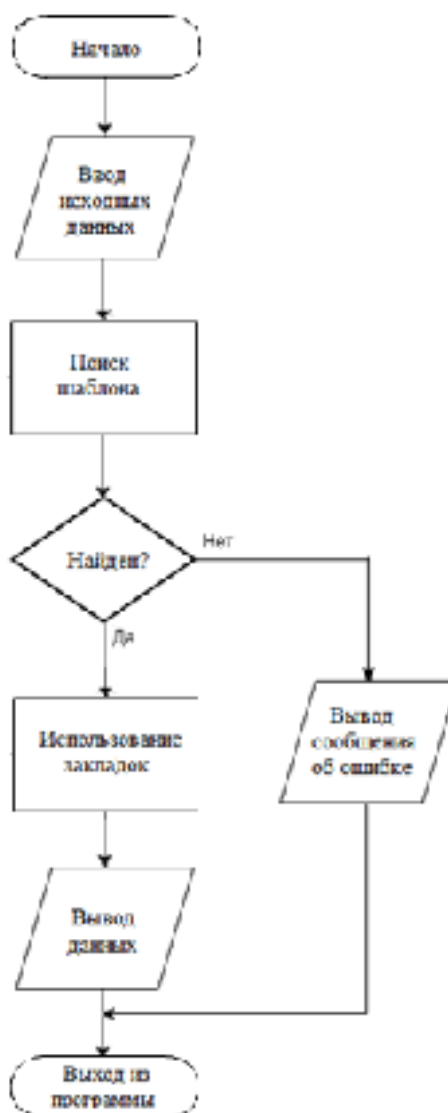 Начало
Ввод
исходных
данных
Поиск
шаблона
Найден?
Нет
Да
Использование
закладок
Вывод
сообщения
об ошибке
Вывод
данных
Выход из
программы